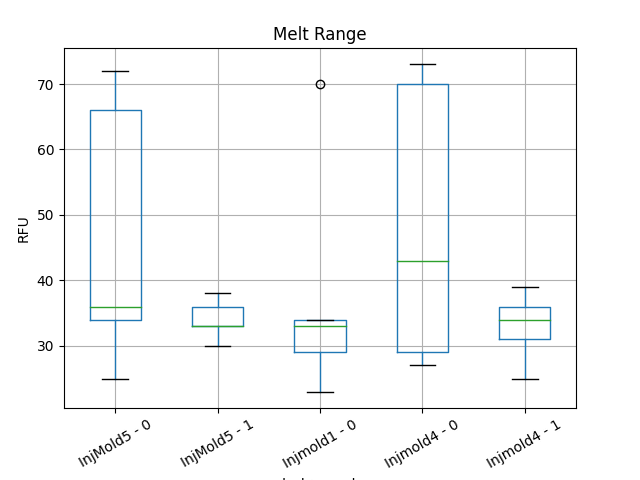 Melt Range
RFU
70
60
50
40
30
InjMold5 - 0
InjMold5 - 1
Injmold1 - 0
Injmold4 - 0
Injmold4 - 1